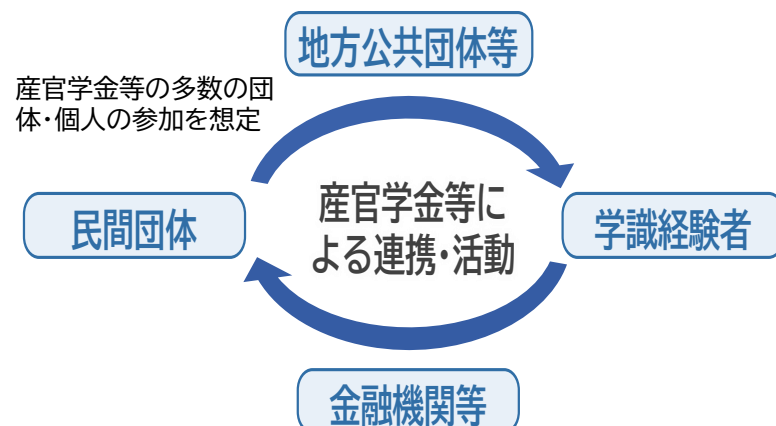 地方公共団体等
産官学金等の多数の団
体・個人の参加を想定
民間団体
産官学金等に
よる連携・活動
学識経験者
金融機関等